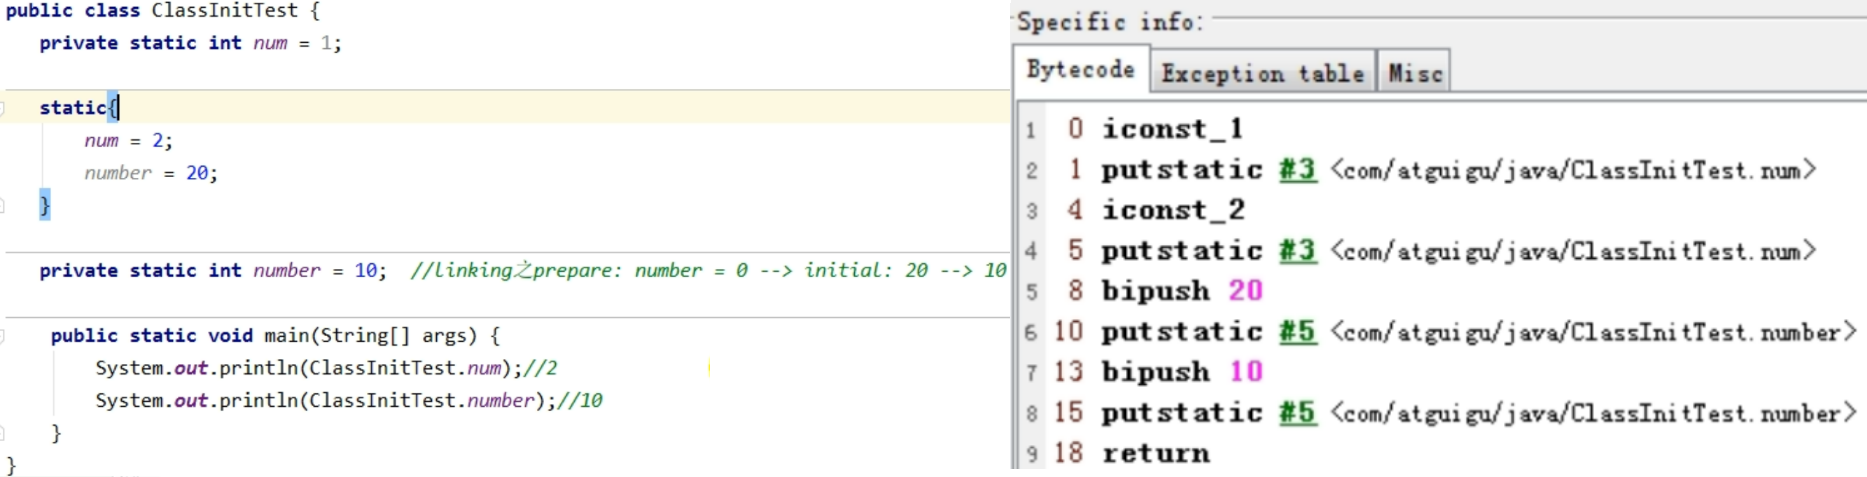 public class ClassInitTest {
private static int num = 1;
static{
num = 2;
number = 20;
}
private static int number = 10;  //linking之prepare: number = 0 --> initial: 20 --> 10
public static void main(String[] args) {
System.out.println(ClassInitTest.num);//2
System.out.println(ClassInitTest.number);//10
}
}
Specific info:
Bytecode Exception table Misc
1 0 iconst_1
2 1 putstatic #3 <com/atguigu/java/ClassInitTest.num>
3 4 iconst_2
4 5 putstatic #3 <com/atguigu/java/ClassInitTest.num>
5 8 bipush 20
6 10 putstatic #5 <com/atguigu/java/ClassInitTest.number>
7 13 bipush 10
8 15 putstatic #5 <com/atguigu/java/ClassInitTest.number>
9 18 return